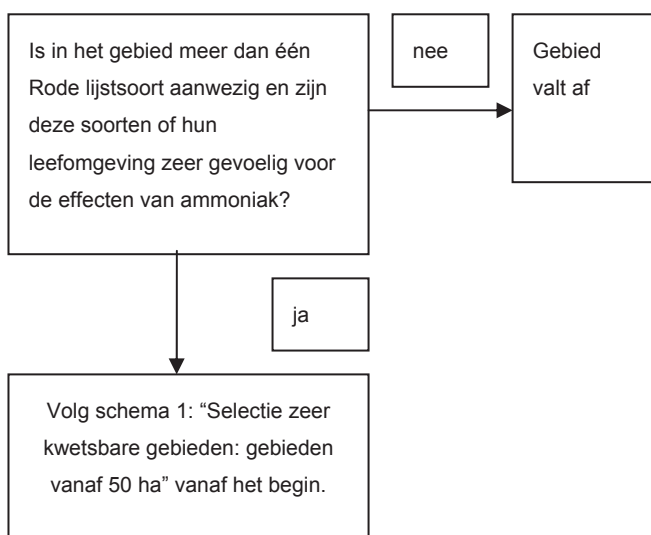 Is in het gebied meer dan één
Rode lijstsoort aanwezig en zijn
deze soorten of hun
leefomgeving zeer gevoelig voor
de effecten van ammoniak?
nee
Gebied
valt af
ja
Volg schema 1: “Selectie zeer
kwetsbare gebieden: gebieden
vanaf 50 ha” vanaf het begin.